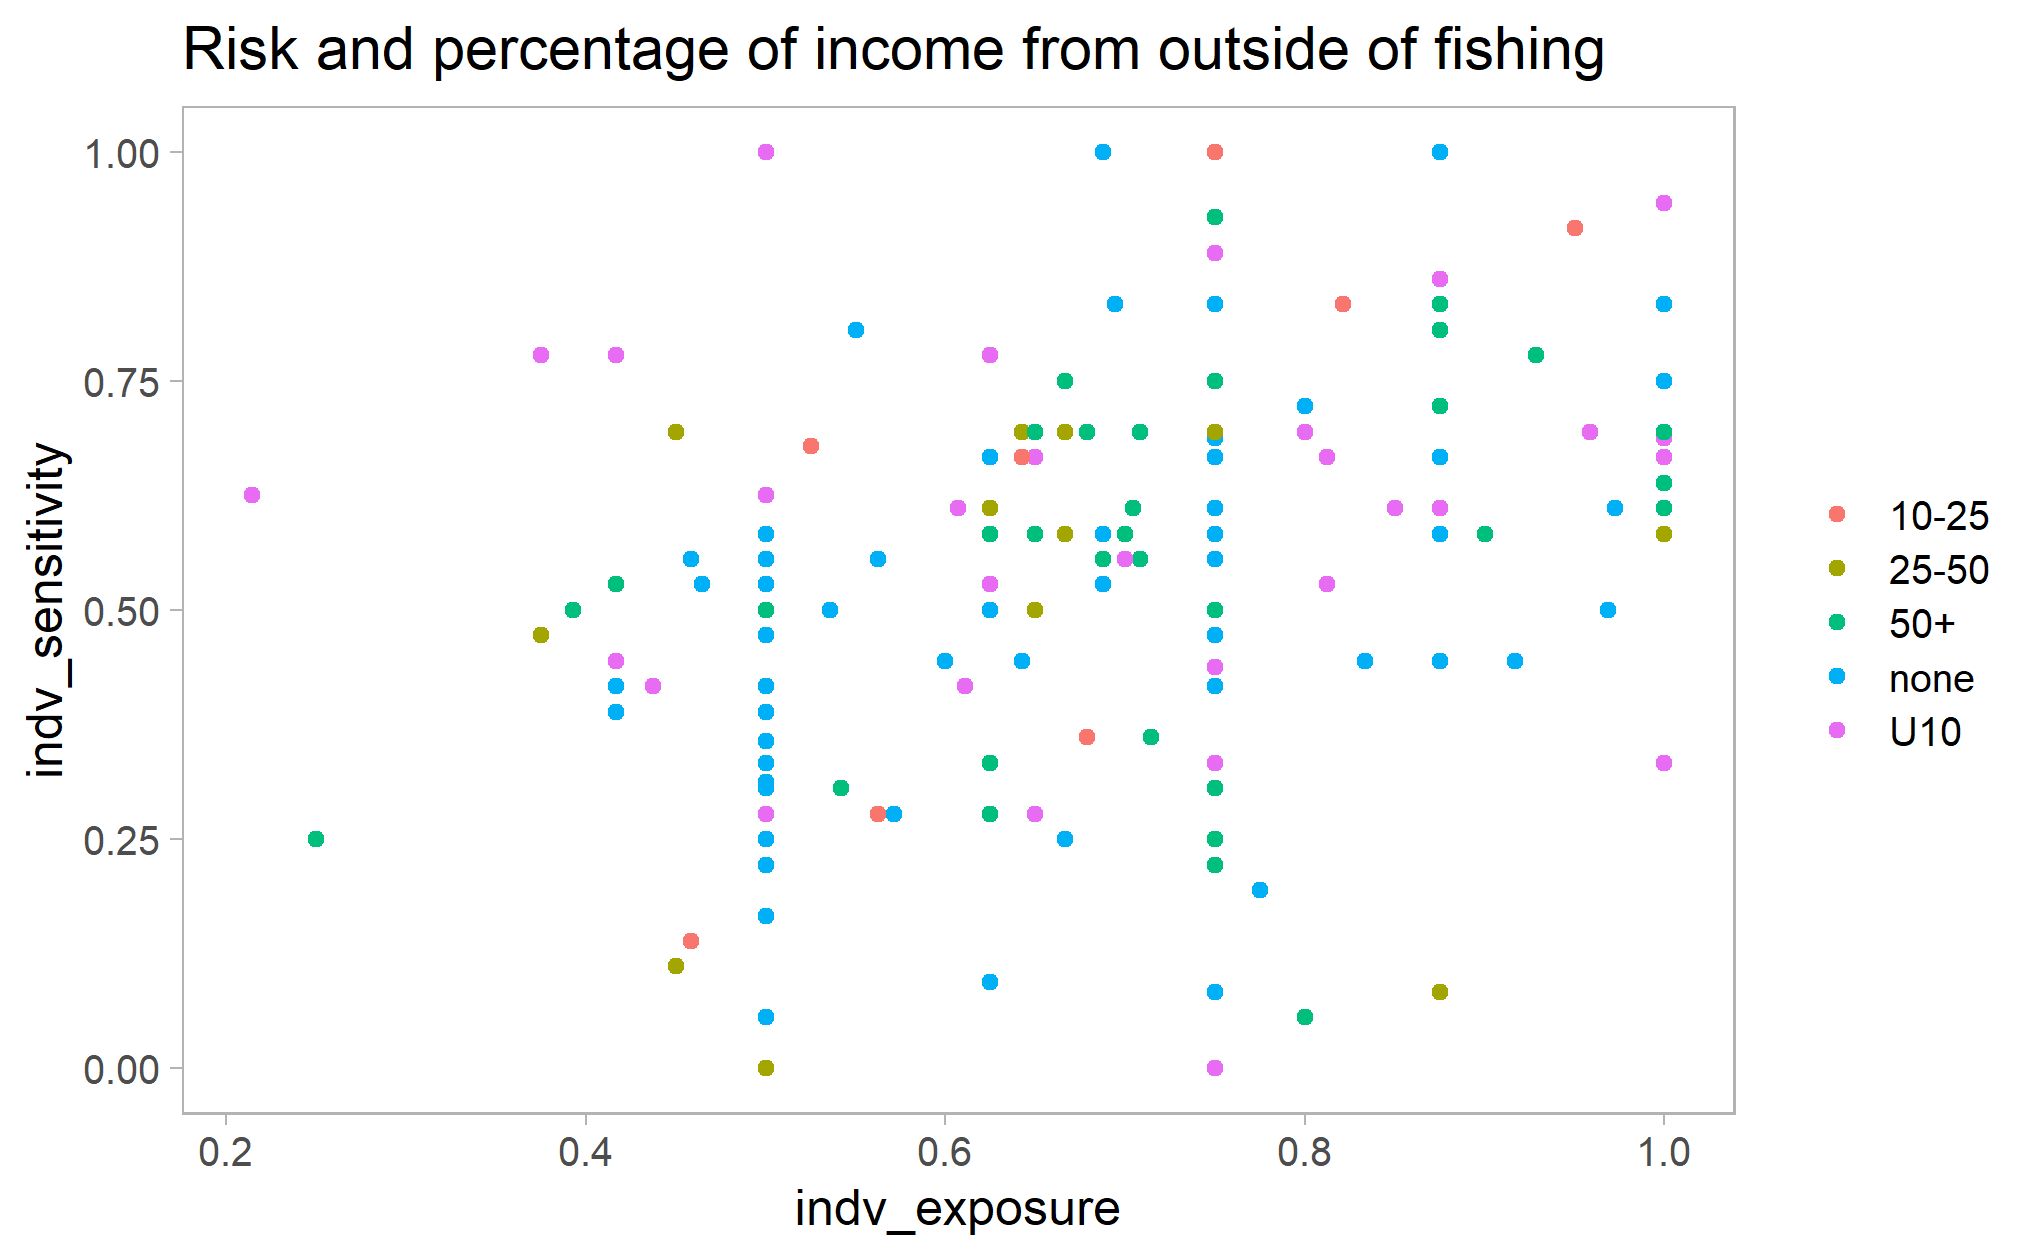 Risk and percentage of income from outside of fishing
1.00
0.75
0.50
0.25
0.00
indv_sensitivity
0.2
0.4
0.6
0.8
1.0
indv_exposure
10-25
25-50
50+
none
U10